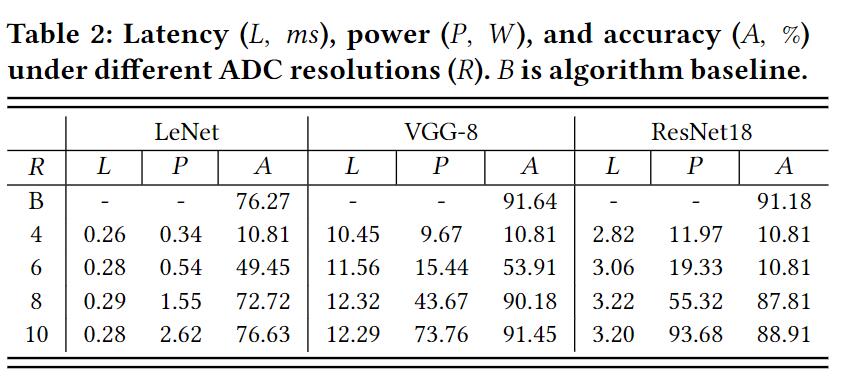 Table 2: Latency (L, ms), power (P, W), and accuracy (A, %)
under different ADC resolutions (R). B is algorithm baseline.
LeNet VGG-8 ResNet18
R L P A L P A L P A
B - - 76.27 - - 91.64 - - 91.18
4 0.26 0.34 10.81 10.45 9.67 10.81 2.82 11.97 10.81
6 0.28 0.54 49.45 11.56 15.44 53.91 3.06 19.33 10.81
8 0.29 1.55 72.72 12.32 43.67 90.18 3.22 55.32 87.81
10 0.28 2.62 76.63 12.29 73.76 91.45 3.20 93.68 88.91